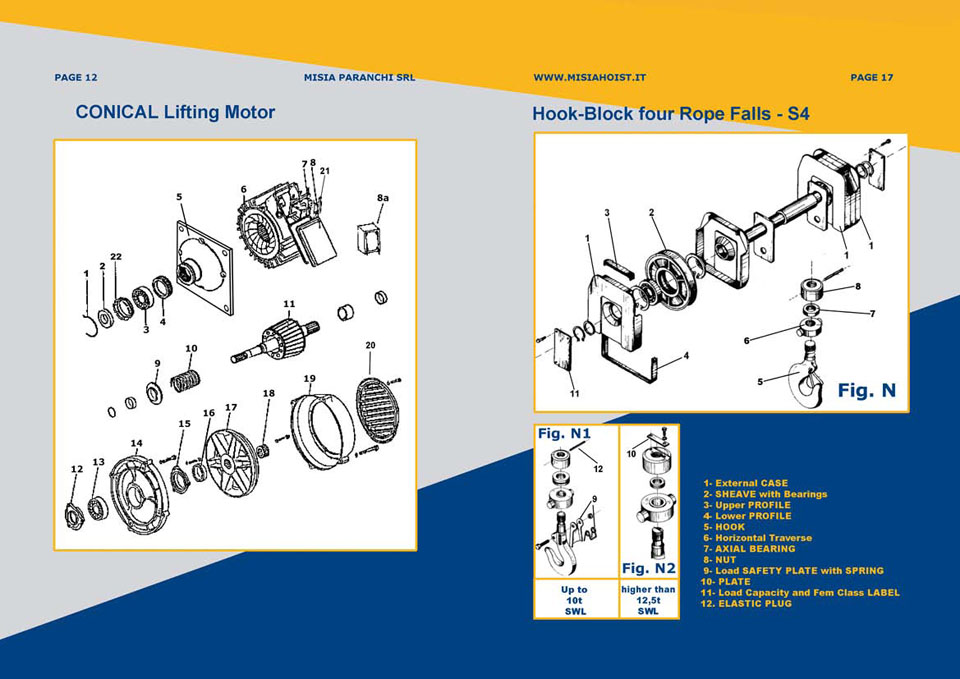 PAGE 12
MISIA PARANCHI SRL
WWW.MISIAHOIST.IT
PAGE 17
CONICAL Lifting Motor
5
6
7 8
21
8a
1
2
22
3
4
11
9
10
20
19
18
17
16
15
14
13
12
Hook-Block four Rope Falls - S4
1
3
2
1
1
8
7
6
5
4
11
Fig. N
Fig. N1
12
9
Up to
10t
SWL
10
Fig. N2
higher than
12,5t
SWL
1- External CASE
2- SHEAVE with Bearings
3- Upper PROFILE
4- Lower PROFILE
5- HOOK
6- Horizontal Traverse
7- AXIAL BEARING
8- NUT
9- Load SAFETY PLATE with SPRING
10- PLATE
11- Load Capacity and Fem Class LABEL
12. ELASTIC PLUG